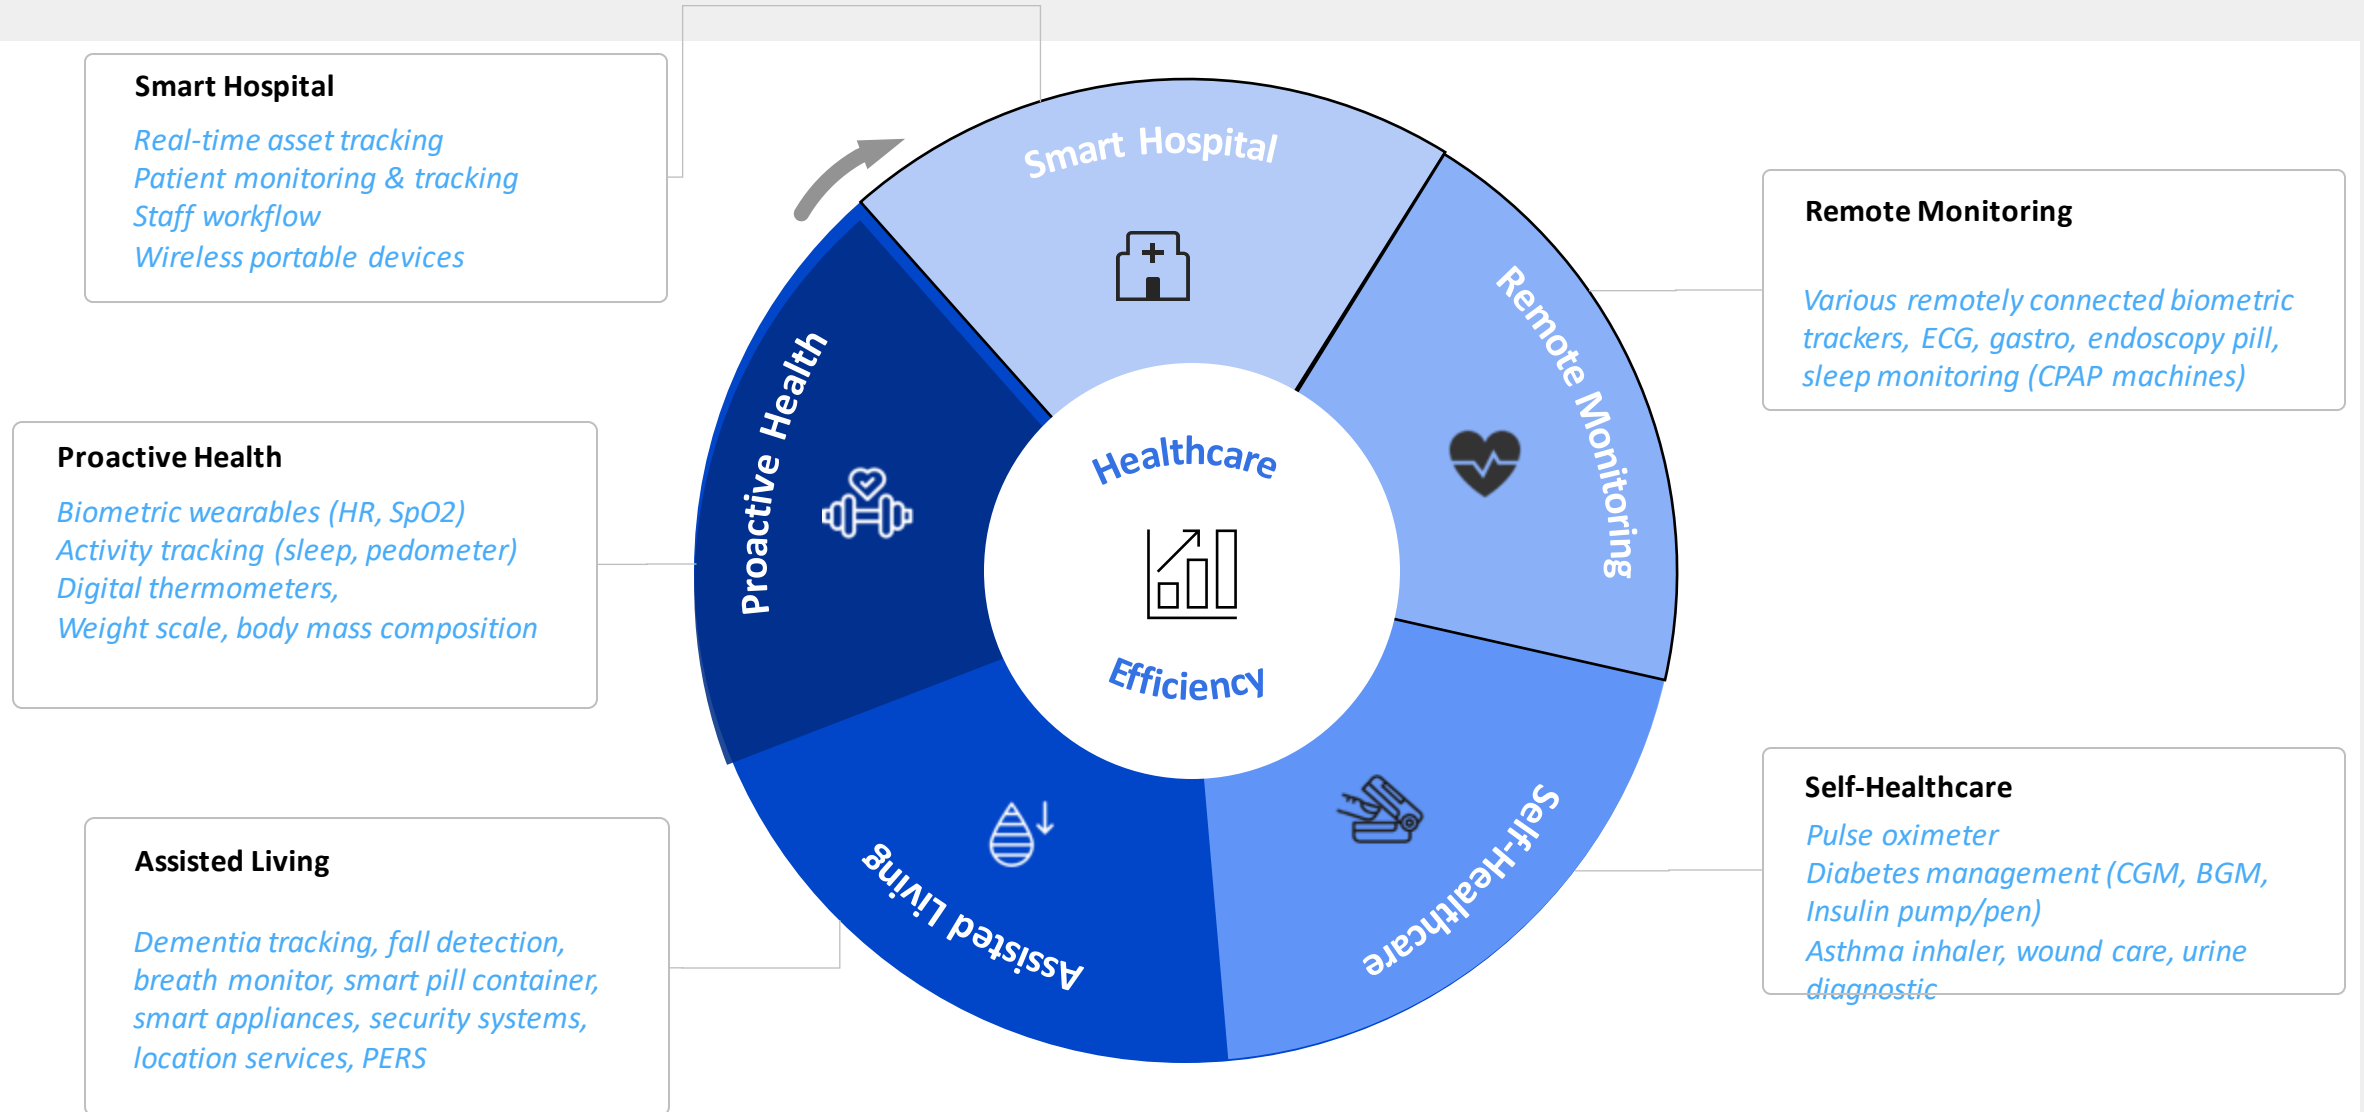 Smart Hospital
Real-time asset tracking
Patient monitoring & tracking
Staff workflow
Wireless portable devices
Proactive Health
Biometric wearables (HR, SpO2)
Activity tracking (sleep, pedometer)
Digital thermometers,
Weight scale, body mass composition
Assisted Living
Dementia tracking, fall detection,
breath monitor, smart pill container,
smart appliances, security systems,
location services, PERS
Smart Hospital
Remote Monitoring
Self-Healthcare
Assisted Living
Proactive Health
Healthcare
Efficiency
Remote Monitoring
Various remotely connected biometric
trackers, ECG, gastro, endoscopy pill,
sleep monitoring (CPAP machines)
Self-Healthcare
Pulse oximeter
Diabetes management (CGM, BGM,
Insulin pump/pen)
Asthma inhaler, wound care, urine
diagnostic